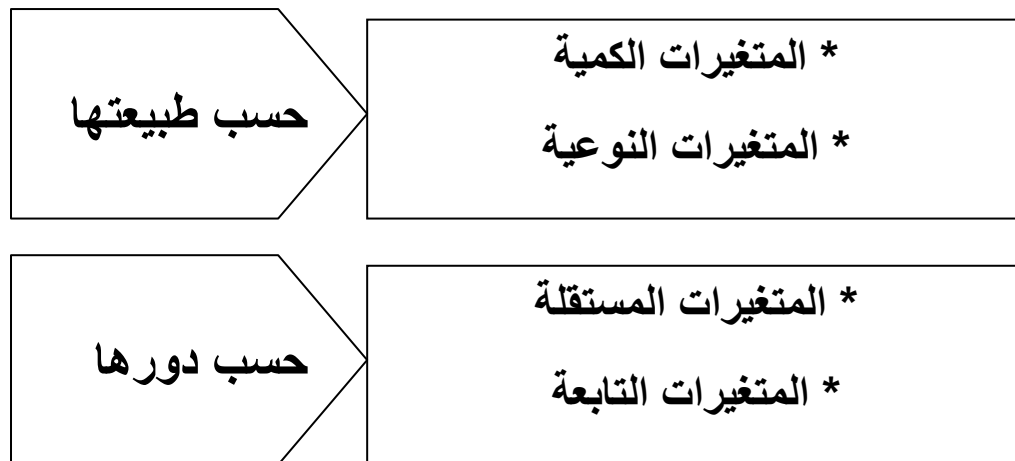 حسب طبيعتها
* المتغيرات الكمية
* المتغيرات النوعية
حسب دورها
* المتغيرات المستقلة
* المتغيرات التابعة